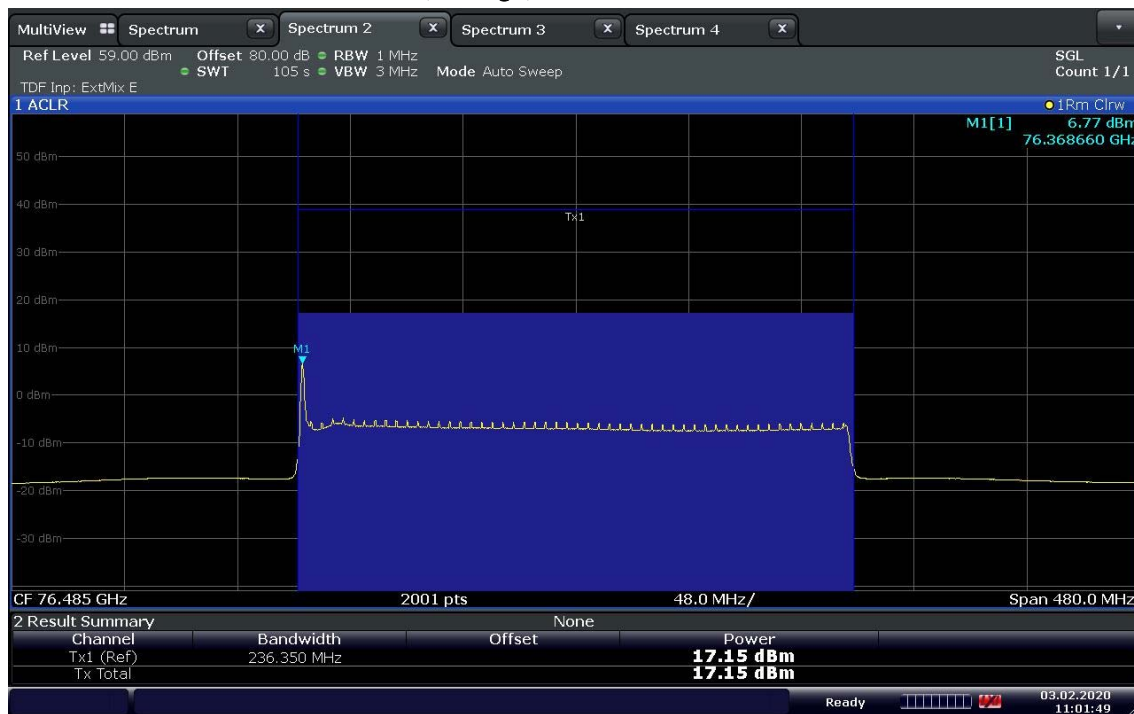 MultiView Spectrum X Spectrum 2 X Spectrum 3 X Spectrum 4 X
Ref Level 59.00 dBm Offset 80.00 dB RBW 1 MHz SGL
SWT 105 s VBW 3 MHz Mode Auto Sweep Count 1/1
TDF Inp: ExtMix E
1 ACLR 1Rm Clrw
M1[1] 6.77 dBm
76.368660 GHz
50 dBm
40 dBm
Tx1
30 dBm
20 dBm
10 dBm
M1
0 dBm
-10 dBm
-20 dBm
-30 dBm
CF 76.485 GHz 2001 pts 48.0 MHz/ Span 480.0 MHz
2 Result Summary None
Channel Bandwidth Offset Power
Tx1 (Ref) 236.350 MHz 17.15 dBm
Tx Total 17.15 dBm
Ready 03.02.2020
11:01:49